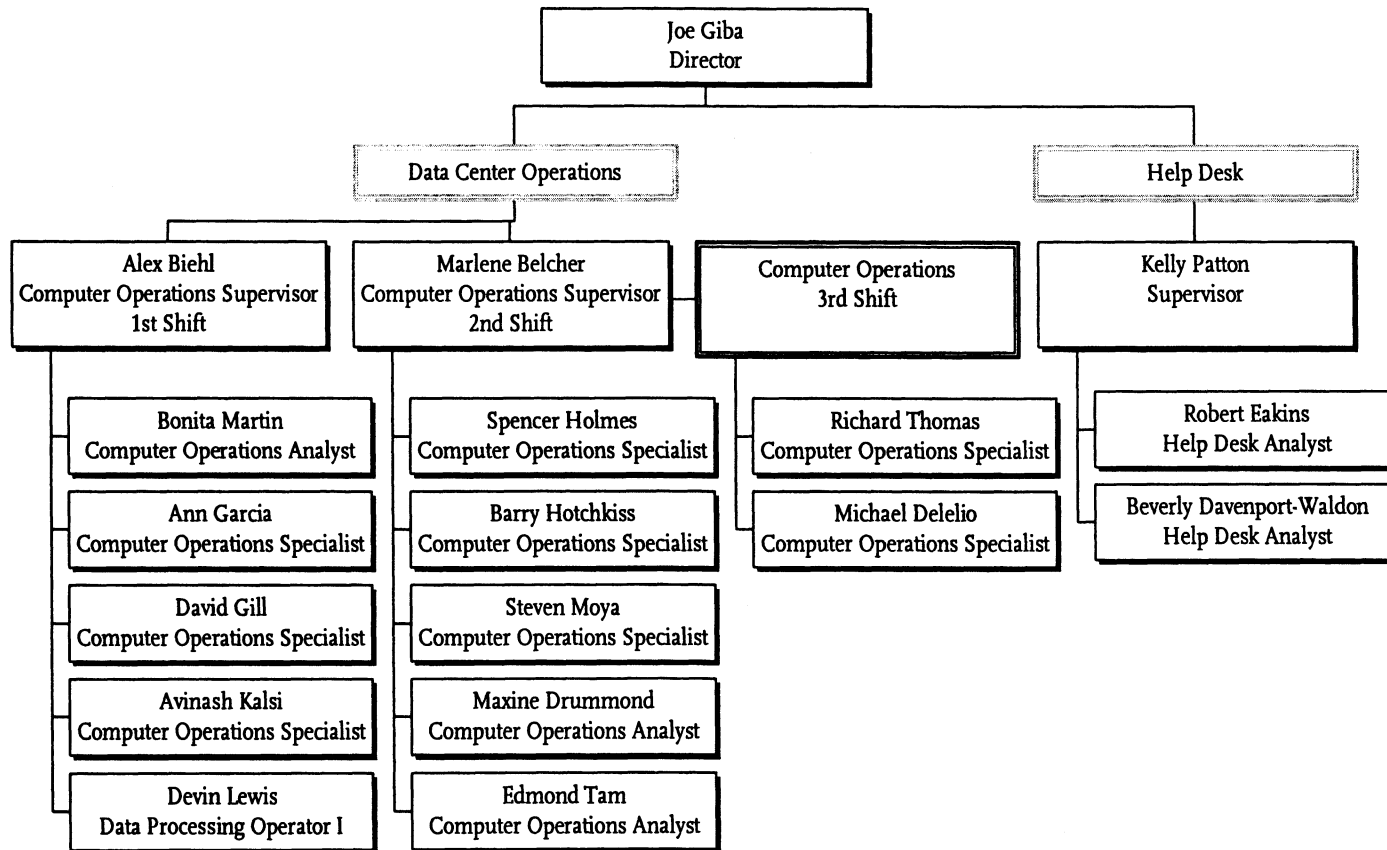 Joe Giba
Director
Data Center Operations
Help Desk
Alex Biehl
Computer Operations Supervisor
1st Shift
Marlene Belcher
Computer Operations Supervisor
2nd Shift
Computer Operations
3rd Shift
Kelly Patton
Supervisor
Bonita Martin
Computer Operations Analyst
Ann Garcia
Computer Operations Specialist
David Gill
Computer Operations Specialist
Avinash Kalsi
Computer Operations Specialist
Devin Lewis
Data Processing Operator I
Spencer Holmes
Computer Operations Specialist
Barry Hotchkiss
Computer Operations Specialist
Steven Moya
Computer Operations Specialist
Maxine Drummond
Computer Operations Analyst
Edmond Tam
Computer Operations Analyst
Richard Thomas
Computer Operations Specialist
Michael Delelio
Computer Operations Specialist
Robert Eakins
Help Desk Analyst
Beverly Davenport-Waldon
Help Desk Analyst